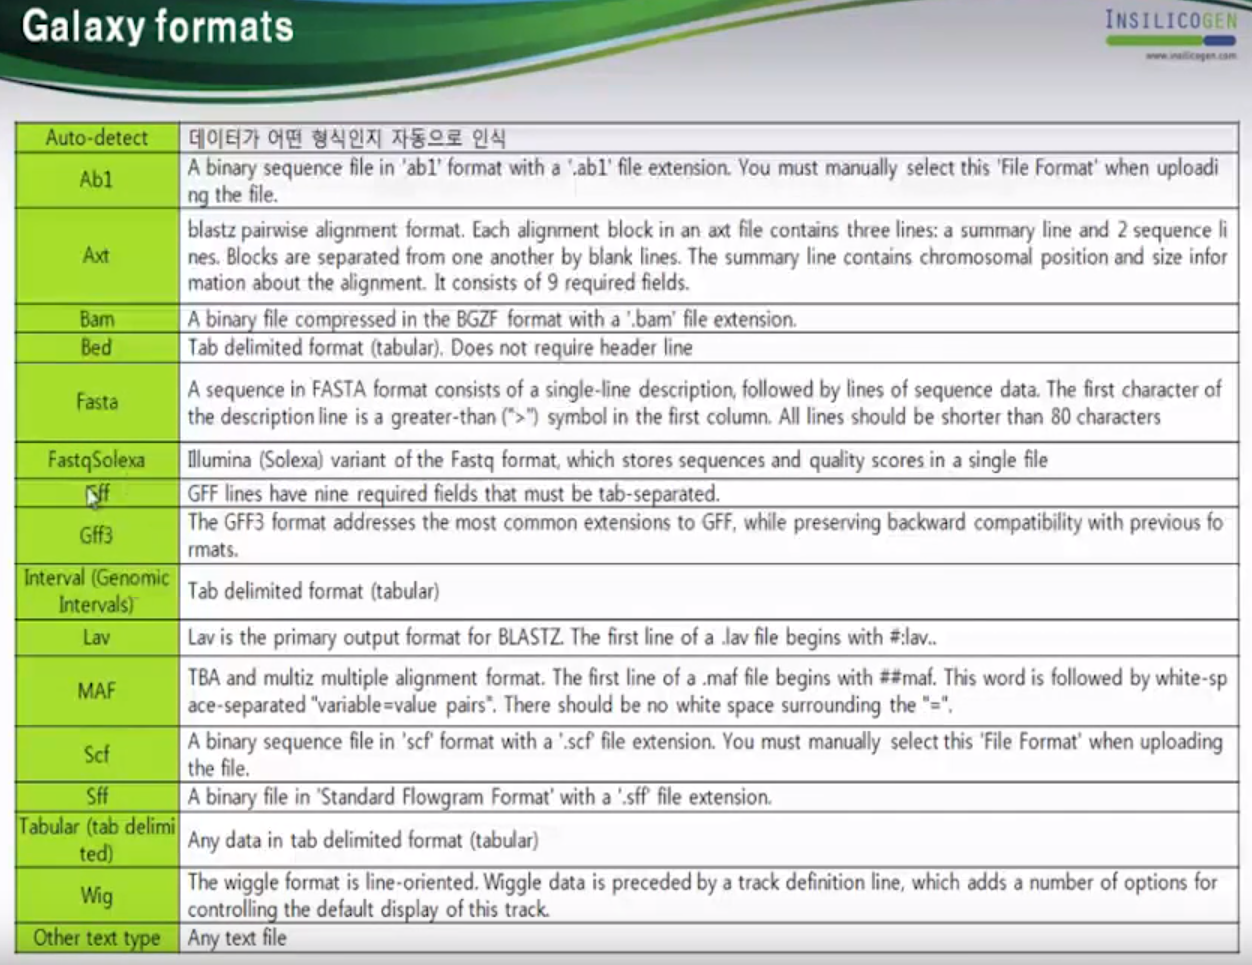 Galaxy formats
INSILICOGEN
www.insilicogen.com
Auto-detect
데이터가 어떤 형식인지 자동으로 인식
Ab1
A binary sequence file in 'ab1' format with a '.ab1' file extension. You must manually select this 'File Format' when uploadi
ng the file.
Axt
blastz pairwise alignment format. Each alignment block in an axt file contains three lines: a summary line and 2 sequence li
nes. Blocks are separated from one another by blank lines. The summary line contains chromosomal position and size infor
mation about the alignment. It consists of 9 required fields.
Bam
A binary file compressed in the BGZF format with a '.bam' file extension.
Bed
Tab delimited format (tabular). Does not require header line
Fasta
A sequence in FASTA format consists of a single-line description, followed by lines of sequence data. The first character of
the description line is a greater-than (">") symbol in the first column. All lines should be shorter than 80 characters
FastqSolexa
Illumina (Solexa) variant of the Fastq format, which stores sequences and quality scores in a single file
Gff
GFF lines have nine required fields that must be tab-separated.
Gff3
The GFF3 format addresses the most common extensions to GFF, while preserving backward compatibility with previous fo
rmats.
Interval (Genomic
Intervals)
Tab delimited format (tabular)
Lav
Lav is the primary output format for BLASTZ. The first line of a .lav file begins with #:lav..
MAF
TBA and multiz multiple alignment format. The first line of a .maf file begins with ##maf. This word is followed by white-sp
ace-separated "variable=value pairs". There should be no white space surrounding the "=".
Scf
A binary sequence file in 'scf' format with a '.scf' file extension. You must manually select this 'File Format' when uploading
the file.
Sff
A binary file in 'Standard Flowgram Format' with a '.sff' file extension.
Tabular (tab delimi
ted)
Any data in tab delimited format (tabular)
Wig
The wiggle format is line-oriented. Wiggle data is preceded by a track definition line, which adds a number of options for
controlling the default display of this track.
Other text type
Any text file